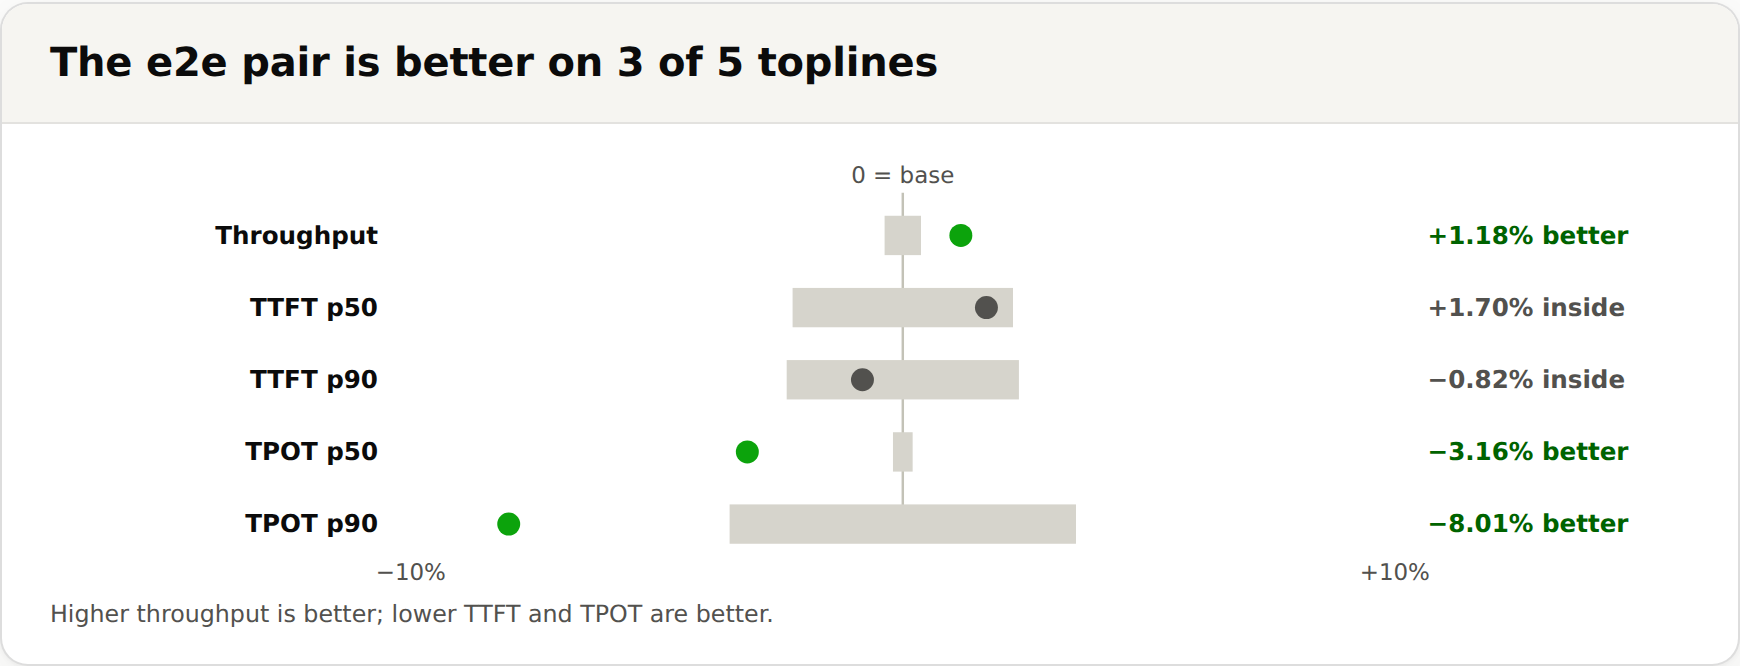 The e2e pair is better on 3 of 5 toplines
0 = base
Throughput +1.18% better
TTFT p50 +1.70% inside
TTFT p90 −0.82% inside
TPOT p50 −3.16% better
TPOT p90 −8.01% better
−10% +10%
Higher throughput is better; lower TTFT and TPOT are better.